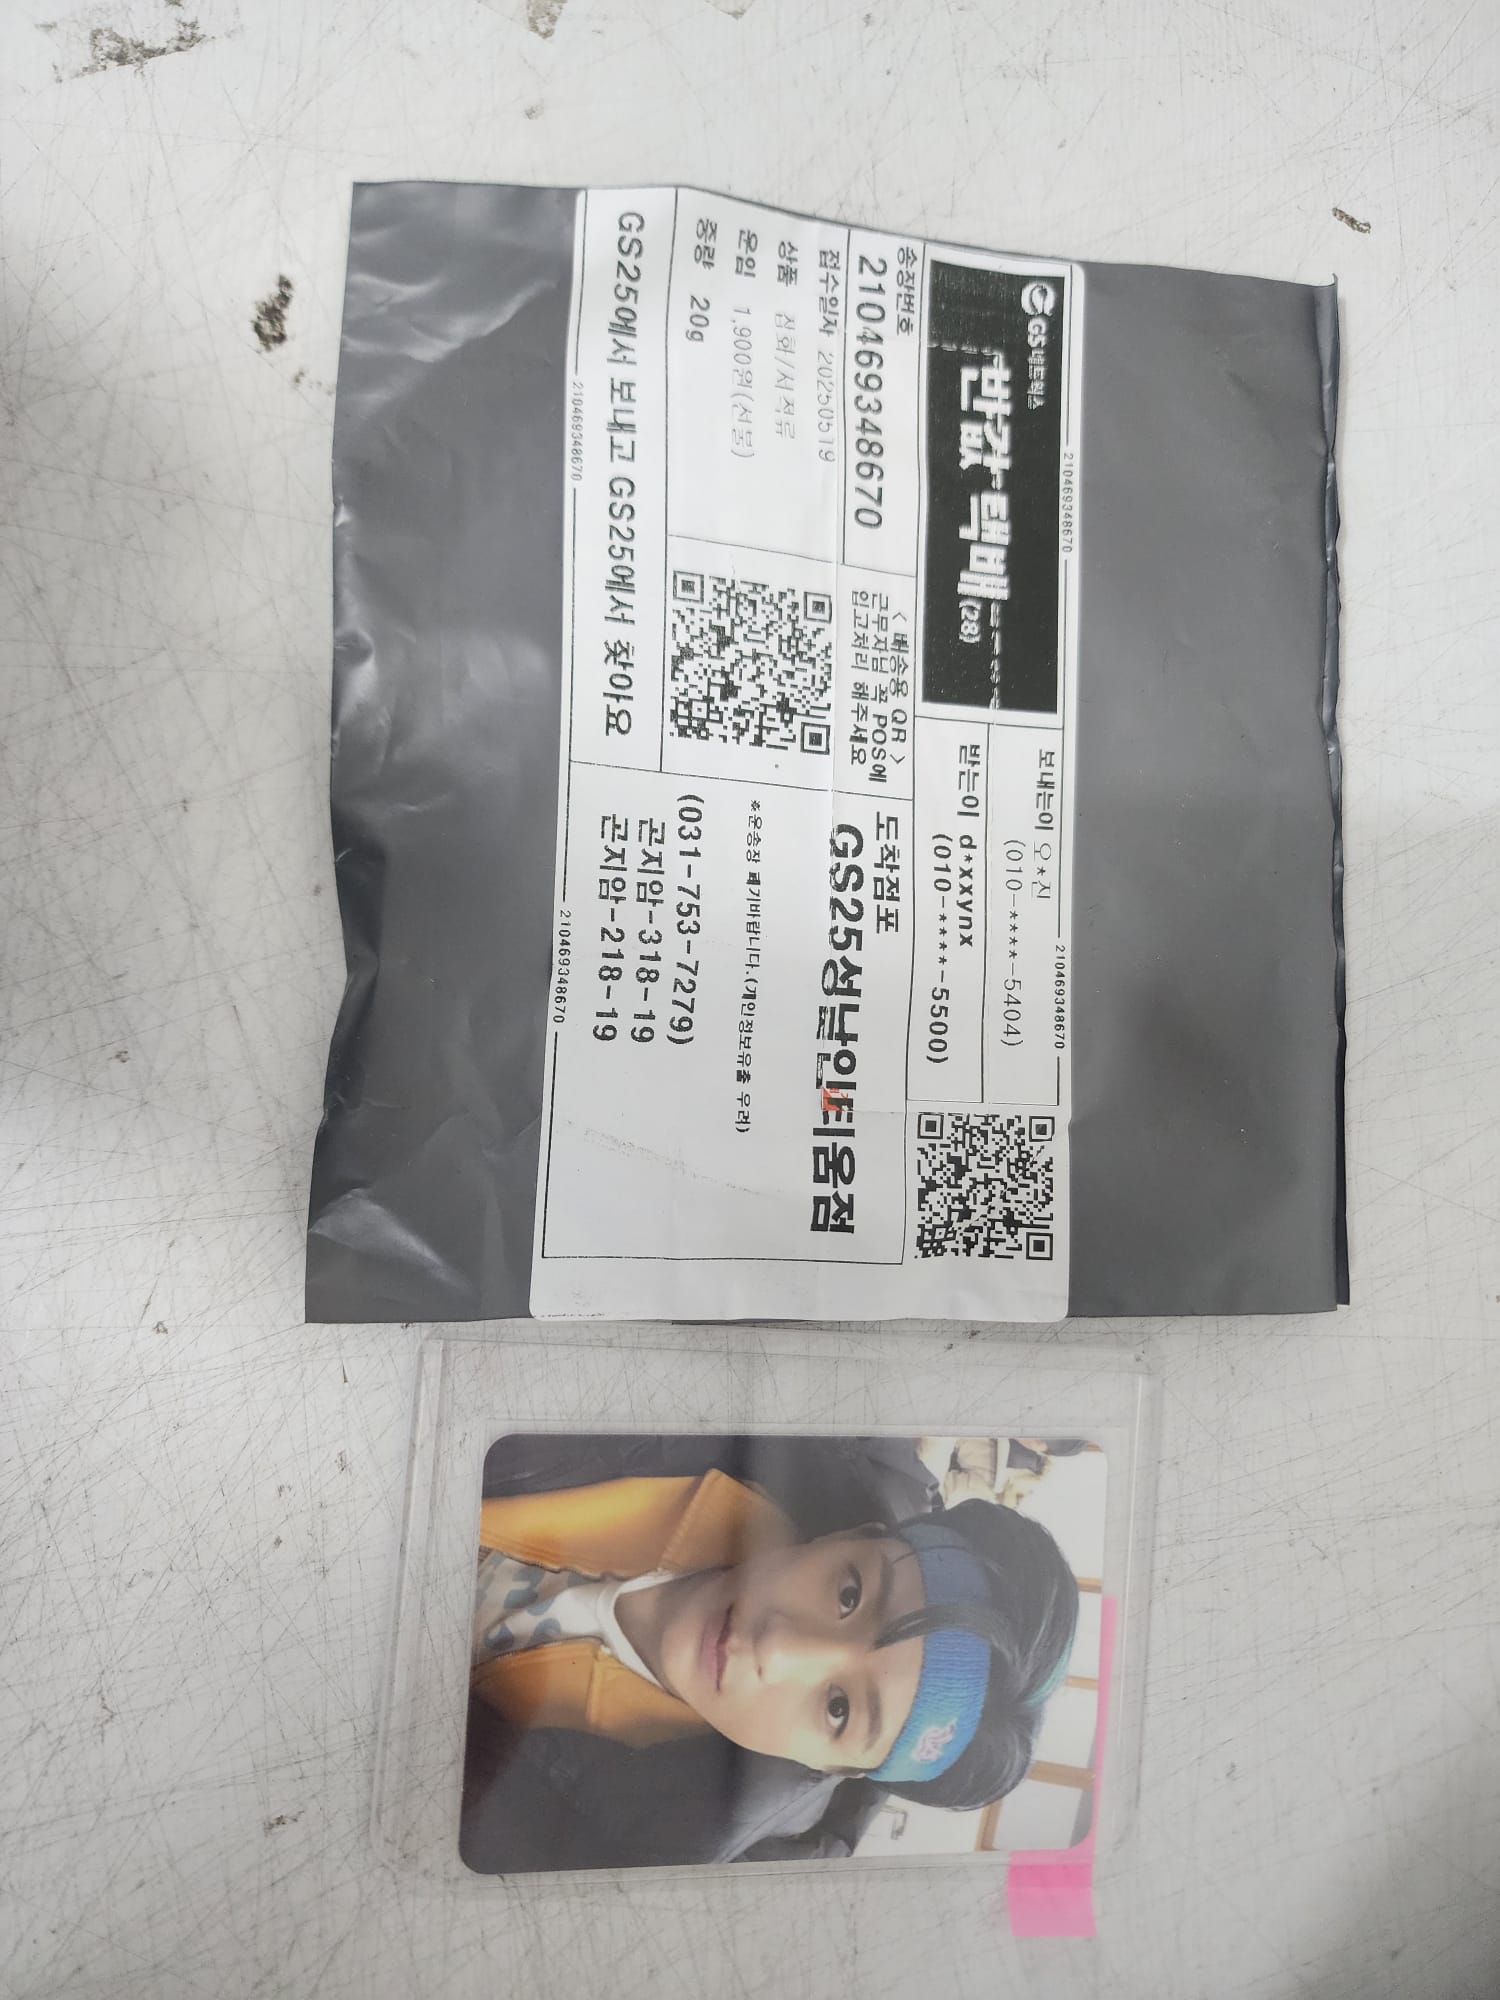 210469348670
210469348670
GS네트웍스
반값택배(28)
보내는이 오*진
(010-****-5404)
받는이 d*xxynx
(010-****-5500)
송장번호
210469348670
< 배송용 QR >
근무자님 꼭 POS에
입고처리 해주세요
도착점포
GS25성남안티움점
접수일자 20250519
상품 잡화/서적류
운임 1,900원(선불)
중량 20g
※운송장 폐기바랍니다.(개인정보유출 우려)
(031-753-7279)
곤지암-318-19
곤지암-218-19
GS25에서 보내고 GS25에서 찾아요
210469348670
210469348670